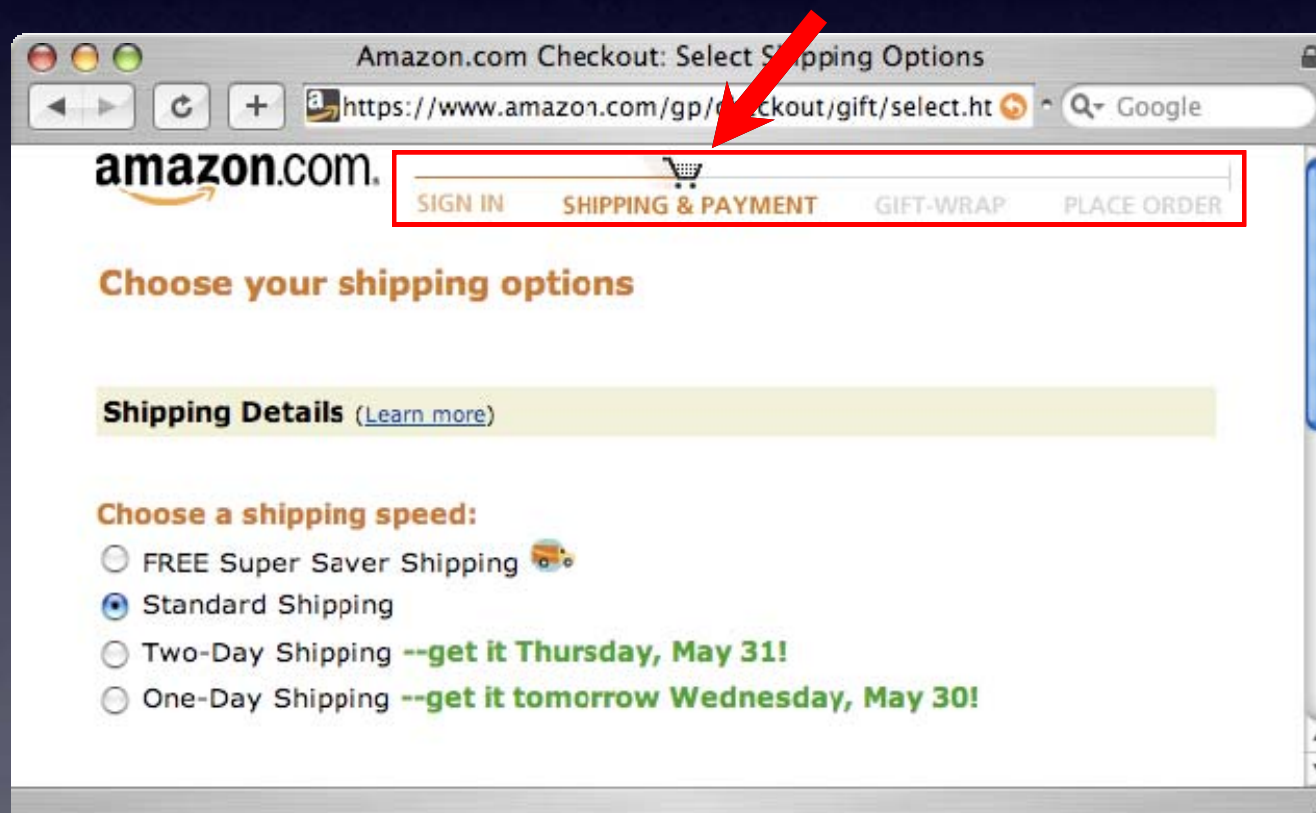 Amazon.com Checkout: Select Shipping Options
https://www.amazon.com/gp/checkout/gift/select.ht Google
amazon.com.
SIGN IN SHIPPING & PAYMENT GIFT-WRAP PLACE ORDER
Choose your shipping options
Shipping Details (Learn more)
Choose a shipping speed:
FREE Super Saver Shipping
Standard Shipping
Two-Day Shipping --get it Thursday, May 31!
One-Day Shipping --get it tomorrow Wednesday, May 30!